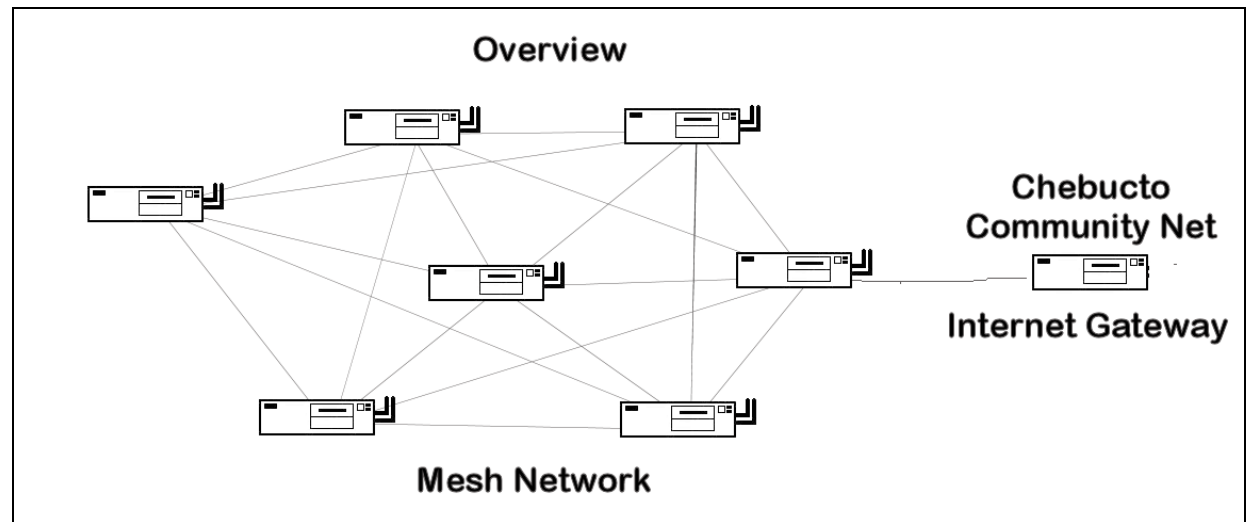 Overview
Chebucto
Community Net
Internet Gateway
Mesh Network